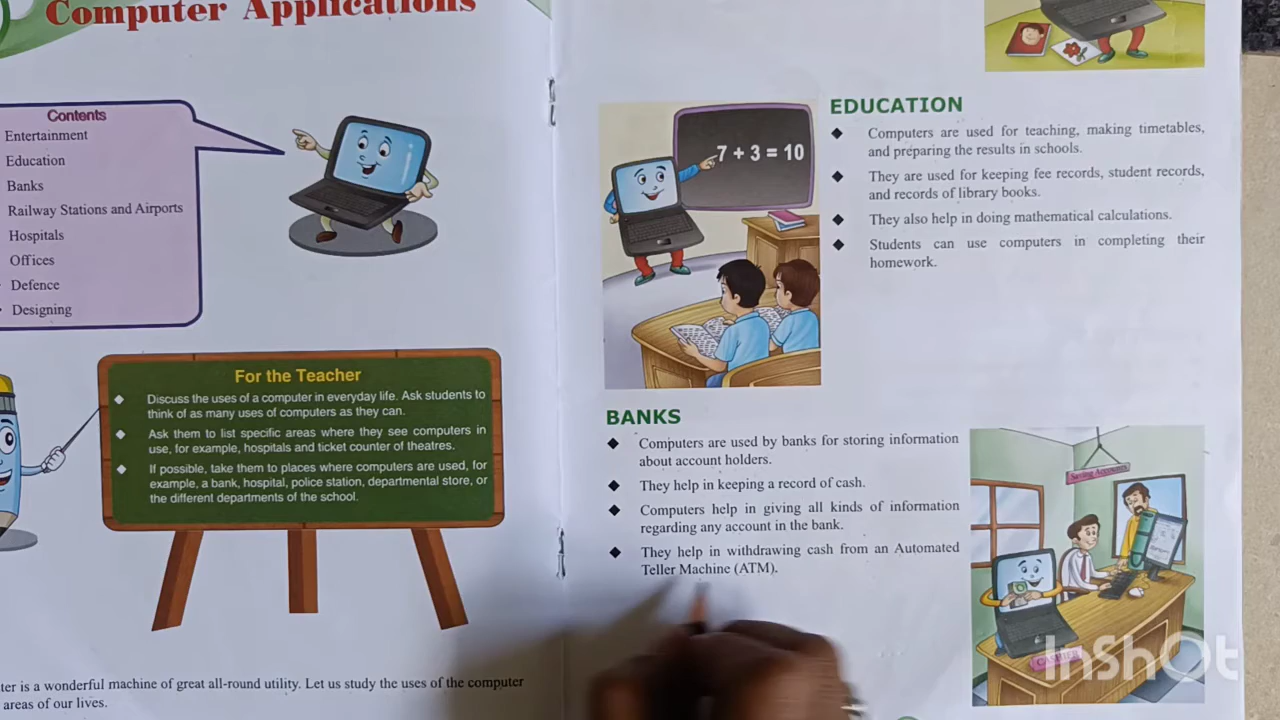 Computer Applications
Contents
Entertainment
Education
Banks
Railway Stations and Airports
Hospitals
Offices
Defence
Designing
For the Teacher
Discuss the uses of a computer in everyday life. Ask students to
think of as many uses of computers as they can.
Ask them to list specific areas where they see computers in
use, for example, hospitals and ticket counter of theatres.
If possible, take them to places where computers are used, for
example, a bank, hospital, police station, departmental store, or
the different departments of the school.
is a wonderful machine of great all-round utility. Let us study the uses of the computer
areas of our lives.
7 + 3 = 10
EDUCATION
Computers are used for teaching, making timetables,
and preparing the results in schools.
They are used for keeping fee records, student records,
and records of library books.
They also help in doing mathematical calculations.
Students can use computers in completing their
homework.
BANKS
Computers are used by banks for storing information
about account holders.
They help in keeping a record of cash.
Computers help in giving all kinds of information
regarding any account in the bank.
They help in withdrawing cash from an Automated
Teller Machine (ATM).
Saving Accounts
InShOt